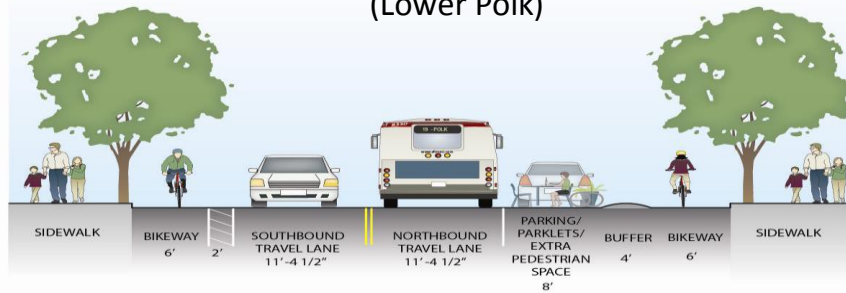 (Lower Polk)
19 - POLK
SIDEWALK
BIKEWAY
6'
2'
SOUTHBOUND
TRAVEL LANE
11'-4 1/2"
NORTHBOUND
TRAVEL LANE
11'-4 1/2"
PARKING/
PARKLETS/
EXTRA
PEDESTRIAN
SPACE
8'
BUFFER
4'
BIKEWAY
6'
SIDEWALK